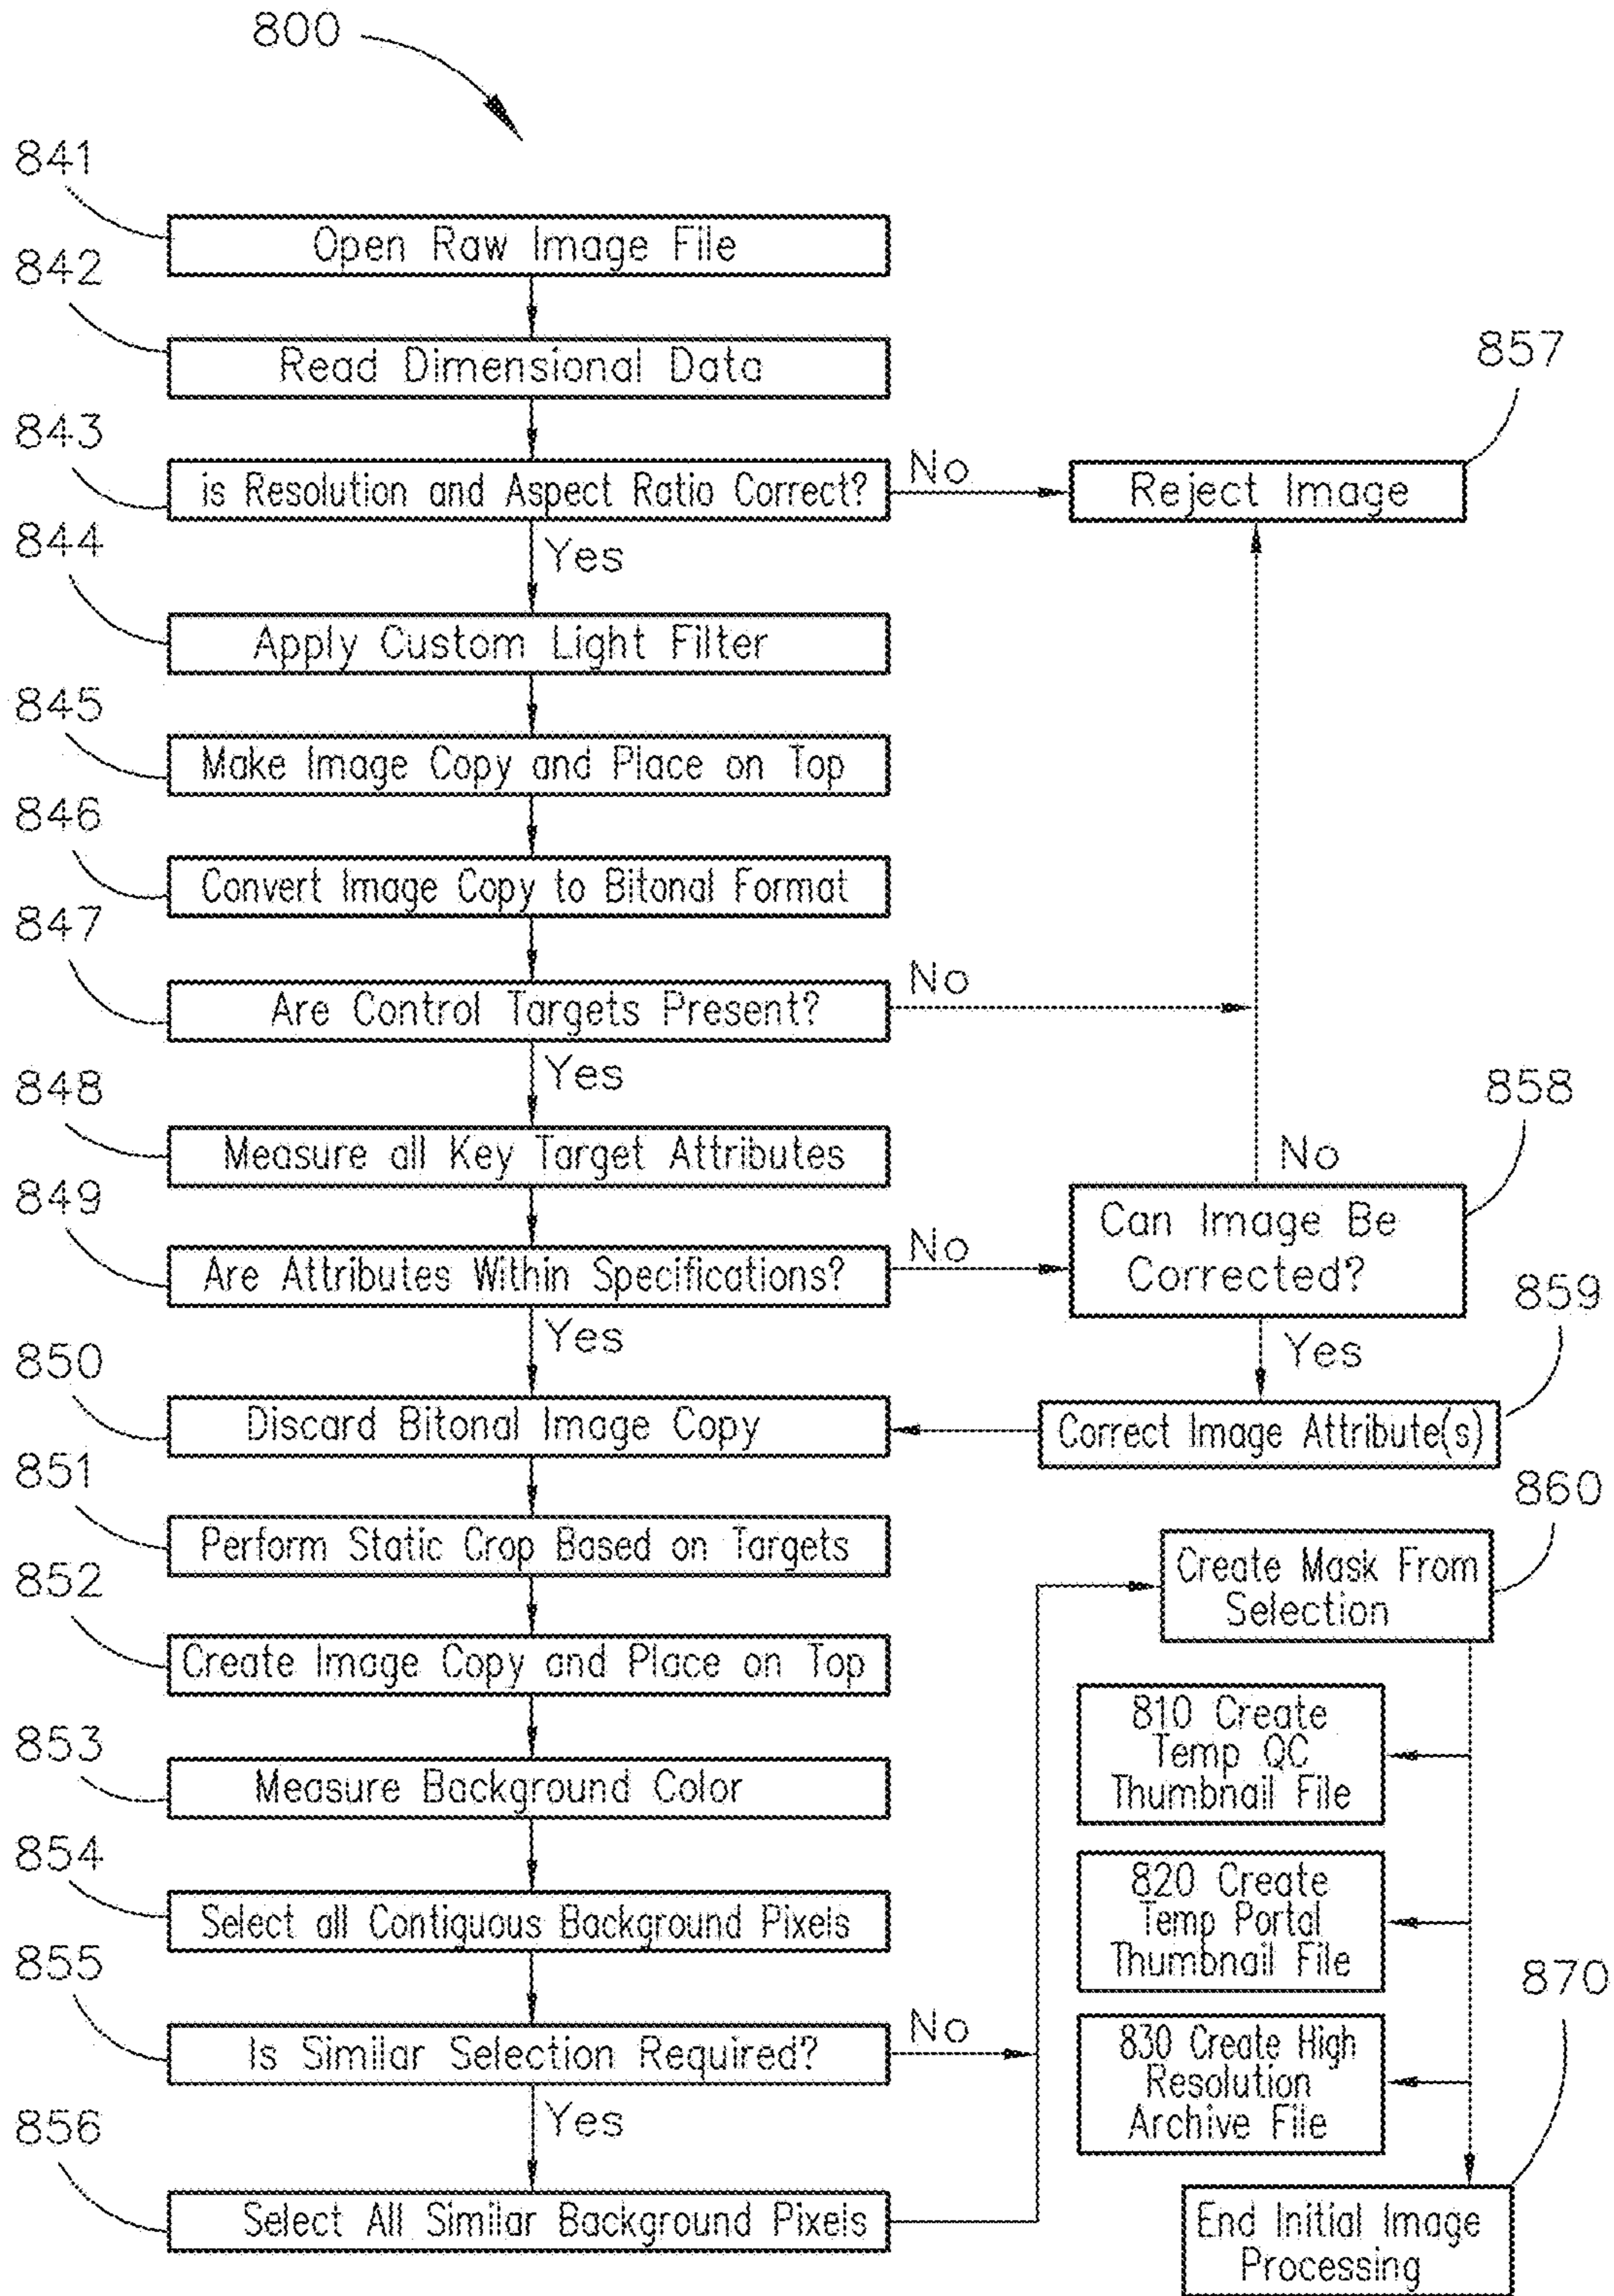 800
841
Open Raw Image File
842
Read Dimensional Data
857
843
is Resolution and Aspect Ratio Correct?
No
Reject Image
844
Yes
Apply Custom Light Filter
845
Make Image Copy and Place on Top
846
Convert Image Copy to Bitonal Format
847
Are Control Targets Present?
No
848
Yes
858
Measure all Key Target Attributes
No
849
Are Attributes Within Specifications?
No
Can Image Be
Corrected?
859
850
Yes
Yes
Discard Bitonal Image Copy
Correct Image Attribute(s)
851
860
Perform Static Crop Based on Targets
Create Mask From
Selection
852
Create Image Copy and Place on Top
810 Create
Temp QC
Thumbnail File
853
Measure Background Color
854
Select all Contiguous Background Pixels
820 Create
Temp Portal
Thumbnail File
855
870
Is Similar Selection Required?
No
830 Create High
Resolution
Archive File
856
Yes
Select All Similar Background Pixels
End Initial Image
Processing